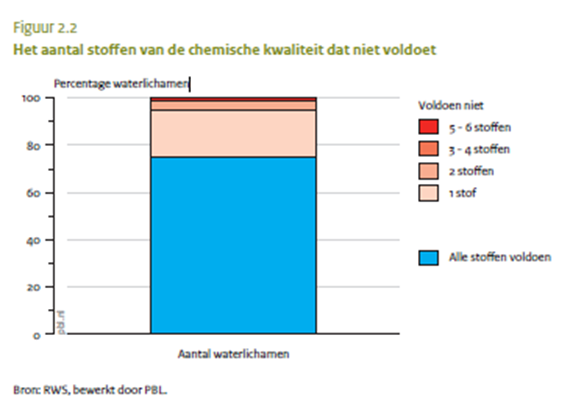 Figuur 2.2
Het aantal stoffen van de chemische kwaliteit dat niet voldoet
Percentage waterlichamen
100
80
60
40
20
0
pbl.nl
Aantal waterlichamen
Voldoen niet
5 - 6 stoffen
3 - 4 stoffen
2 stoffen
1 stof
Alle stoffen voldoen
Bron: RWS, bewerkt door PBL.